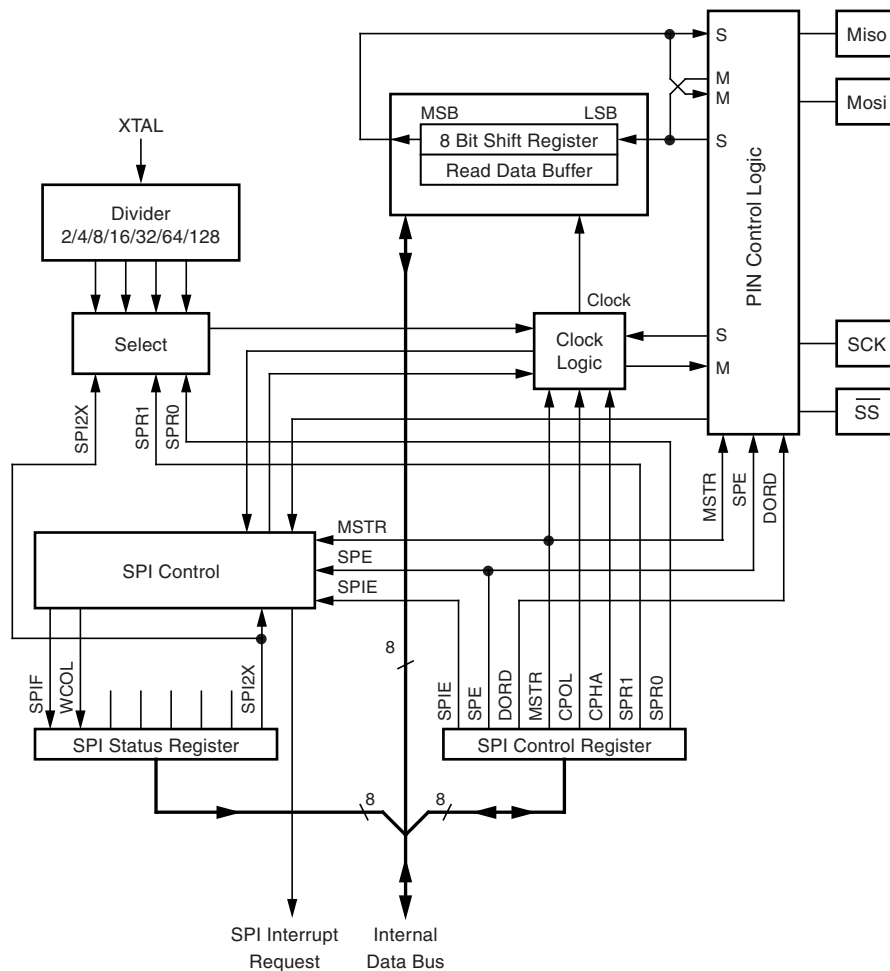 S
Miso
M
M
MSB
LSB
Mosi
XTAL
8 Bit Shift Register
S
Read Data Buffer
Divider
2/4/8/16/32/64/128
PIN Control Logic
Clock
Select
Clock
Logic
S
M
SCK
SPI2X
SPR1
SPR0
SS
MSTR
SPE
DORD
MSTR
SPE
SPIE
SPI Control
8
SPIF
WCOL
SPI2X
SPIE
SPE
DORD
MSTR
CPOL
CPHA
SPR1
SPR0
SPI Status Register
SPI Control Register
8
8
SPI Interrupt
Request
Internal
Data Bus